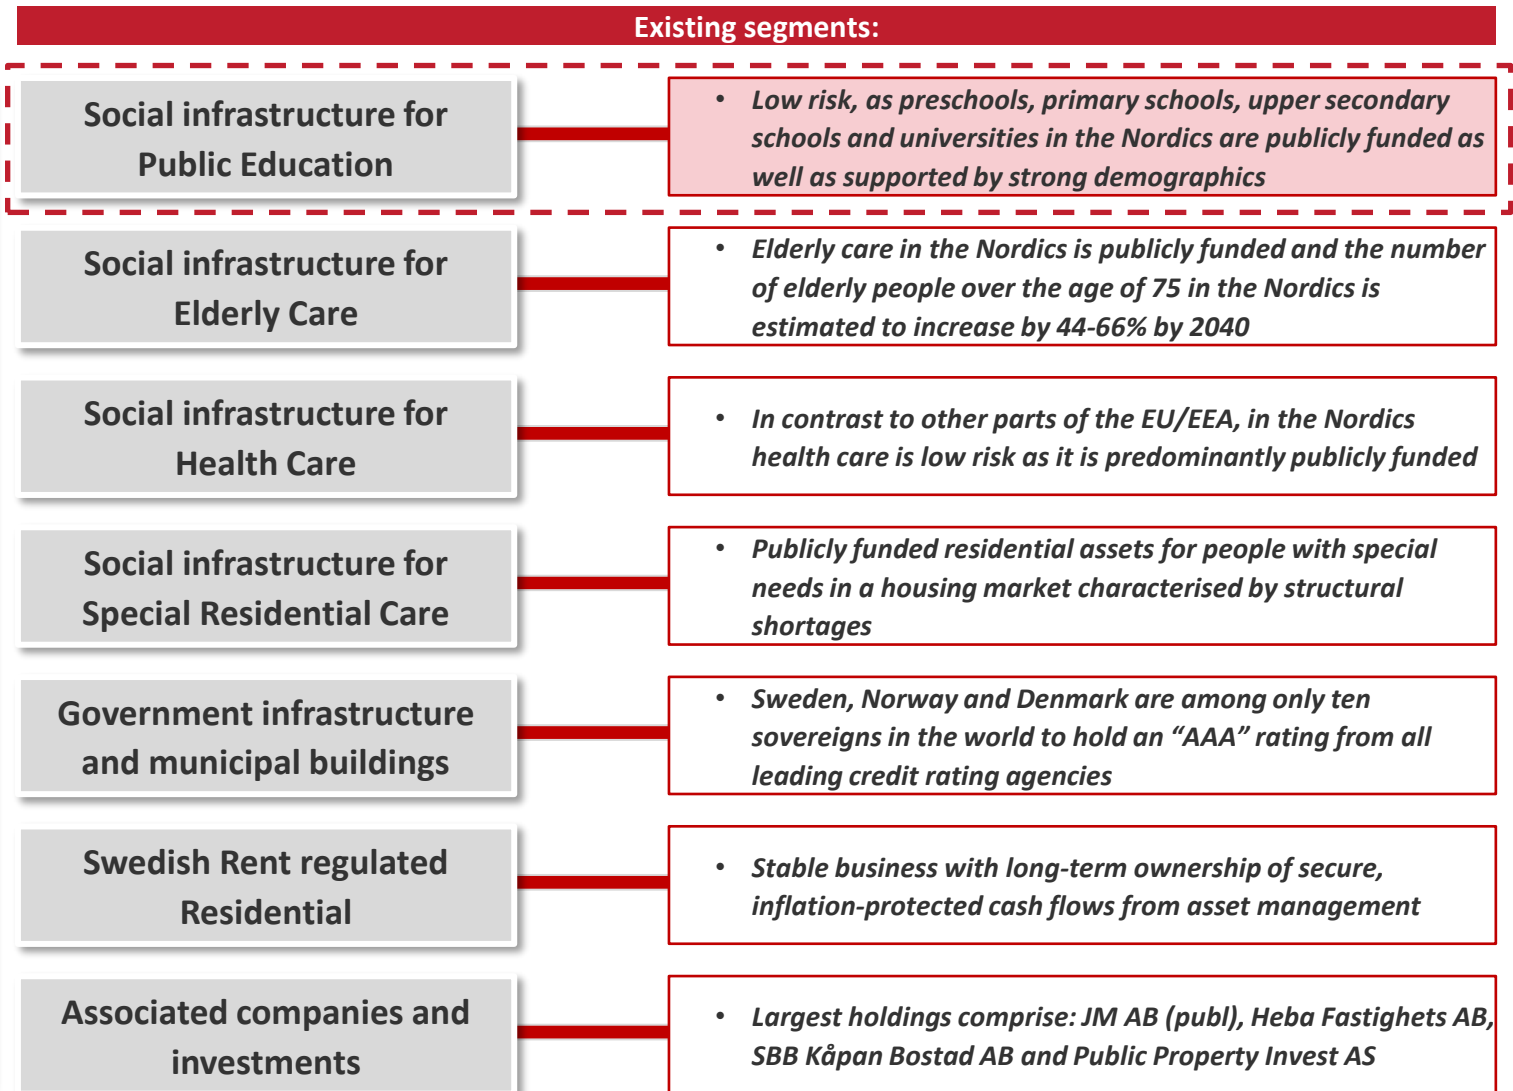 Existing segments:
Social infrastructure for
Public Education
• Low risk, as preschools, primary schools, upper secondary
schools and universities in the Nordics are publicly funded as
well as supported by strong demographics
Social infrastructure for
Elderly Care
• Elderly care in the Nordics is publicly funded and the number
of elderly people over the age of 75 in the Nordics is
estimated to increase by 44-66% by 2040
Social infrastructure for
Health Care
• In contrast to other parts of the EU/EEA, in the Nordics
health care is low risk as it is predominantly publicly funded
Social infrastructure for
Special Residential Care
• Publicly funded residential assets for people with special
needs in a housing market characterised by structural
shortages
Government infrastructure
and municipal buildings
• Sweden, Norway and Denmark are among only ten
sovereigns in the world to hold an “AAA” rating from all
leading credit rating agencies
Swedish Rent regulated
Residential
• Stable business with long-term ownership of secure,
inflation-protected cash flows from asset management
Associated companies and
investments
• Largest holdings comprise: JM AB (publ), Heba Fastighets AB,
SBB Kåpan Bostad AB and Public Property Invest AS